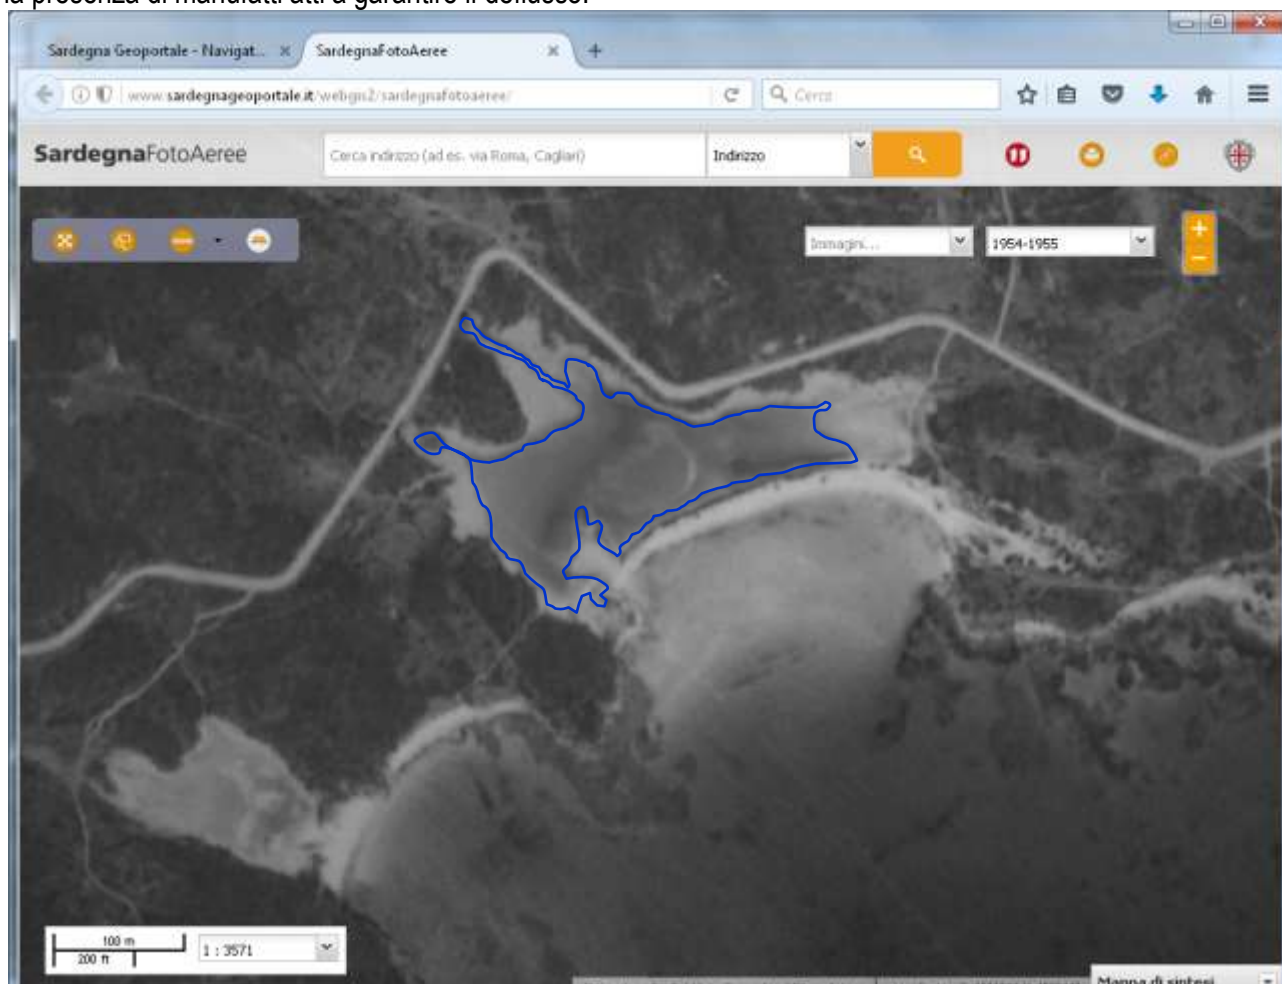 la presenza di manufatti atti a garantire il deflusso.
Sardegna Geoportale - Navigat...
SardegnaFotoAeree
www.sardegnageoportale.it/webgis2/sardegnafotoaeree/
Cerca
SardegnaFotoAeree
Cerca indirizzo (ad es. via Roma, Cagliari)
Indirizzo
Immagini...
1954-1955
+
−
100 m
200 ft
1 : 3571
Mappa di sintesi